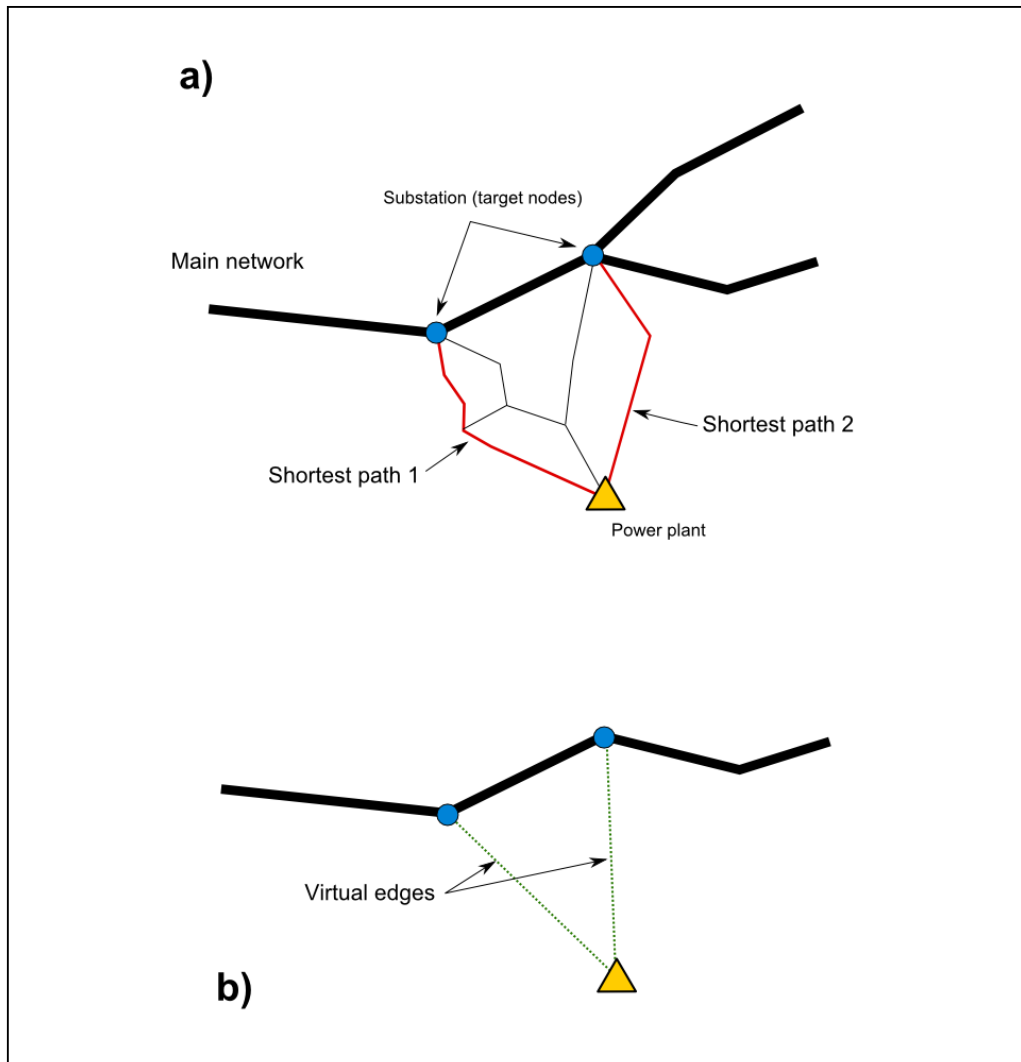 a)
Substation (target nodes)
Main network
Shortest path 2
Shortest path 1
Power plant
Virtual edges
b)